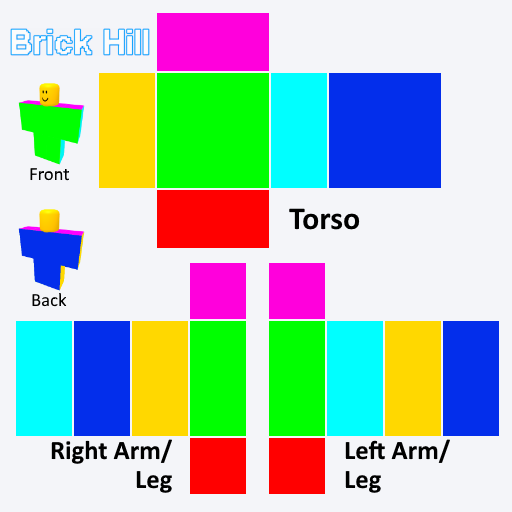 Brick Hill
Front
Torso
Back
Right Arm/
Leg
Left Arm/
Leg